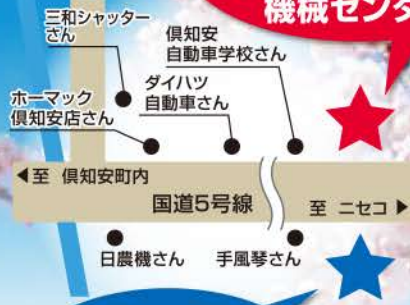 機械センタ
三和シャッター
さん
倶知安
自動車学校さん
ダイハツ
自動車さん
ホーマック
倶知安店さん
◀至 倶知安町内
国道5号線
至 ニセコ▶
日農機さん
手風琴さん